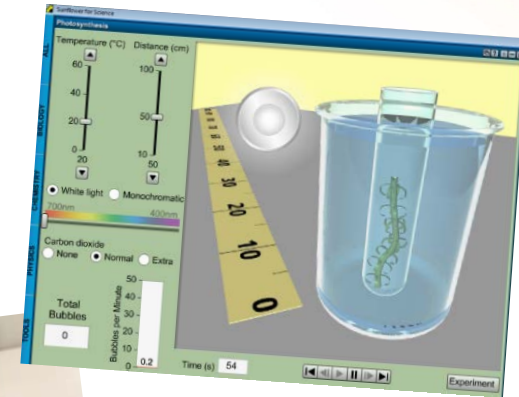 Sunflower for Science
Photosynthesis
ALL
BIOLOGY
CHEMISTRY
PHYSICS
TOOLS
Temperature (°C)
Distance (cm)
60
40
20
0
20
100
50
10
50
White light
Monochromatic
700nm
400nm
Carbon dioxide
None
Normal
Extra
Total
Bubbles
0
Bubbles per Minute
50
40
30
20
10
0
0.2
Time (s)
54
50
40
30
20
10
0
Experiment